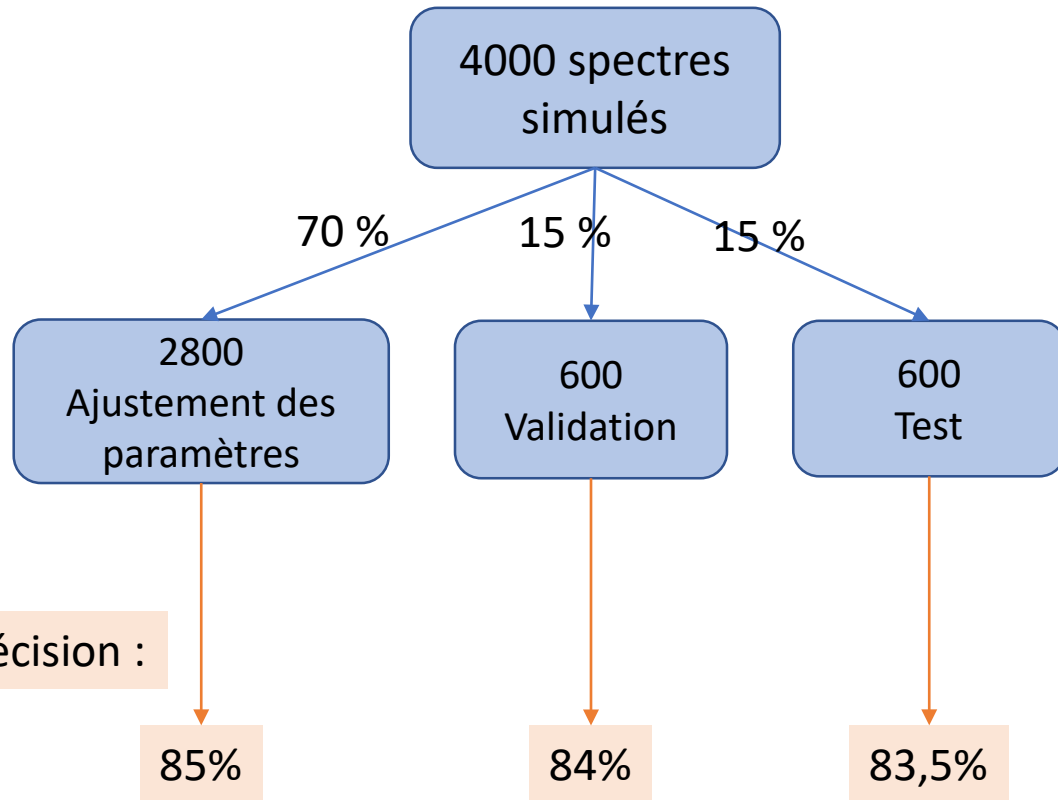 4000 spectres
simulés
70 %
15 %
15 %
2800
Ajustement des
paramètres
600
Validation
600
Test
écision :
85%
84%
83,5%